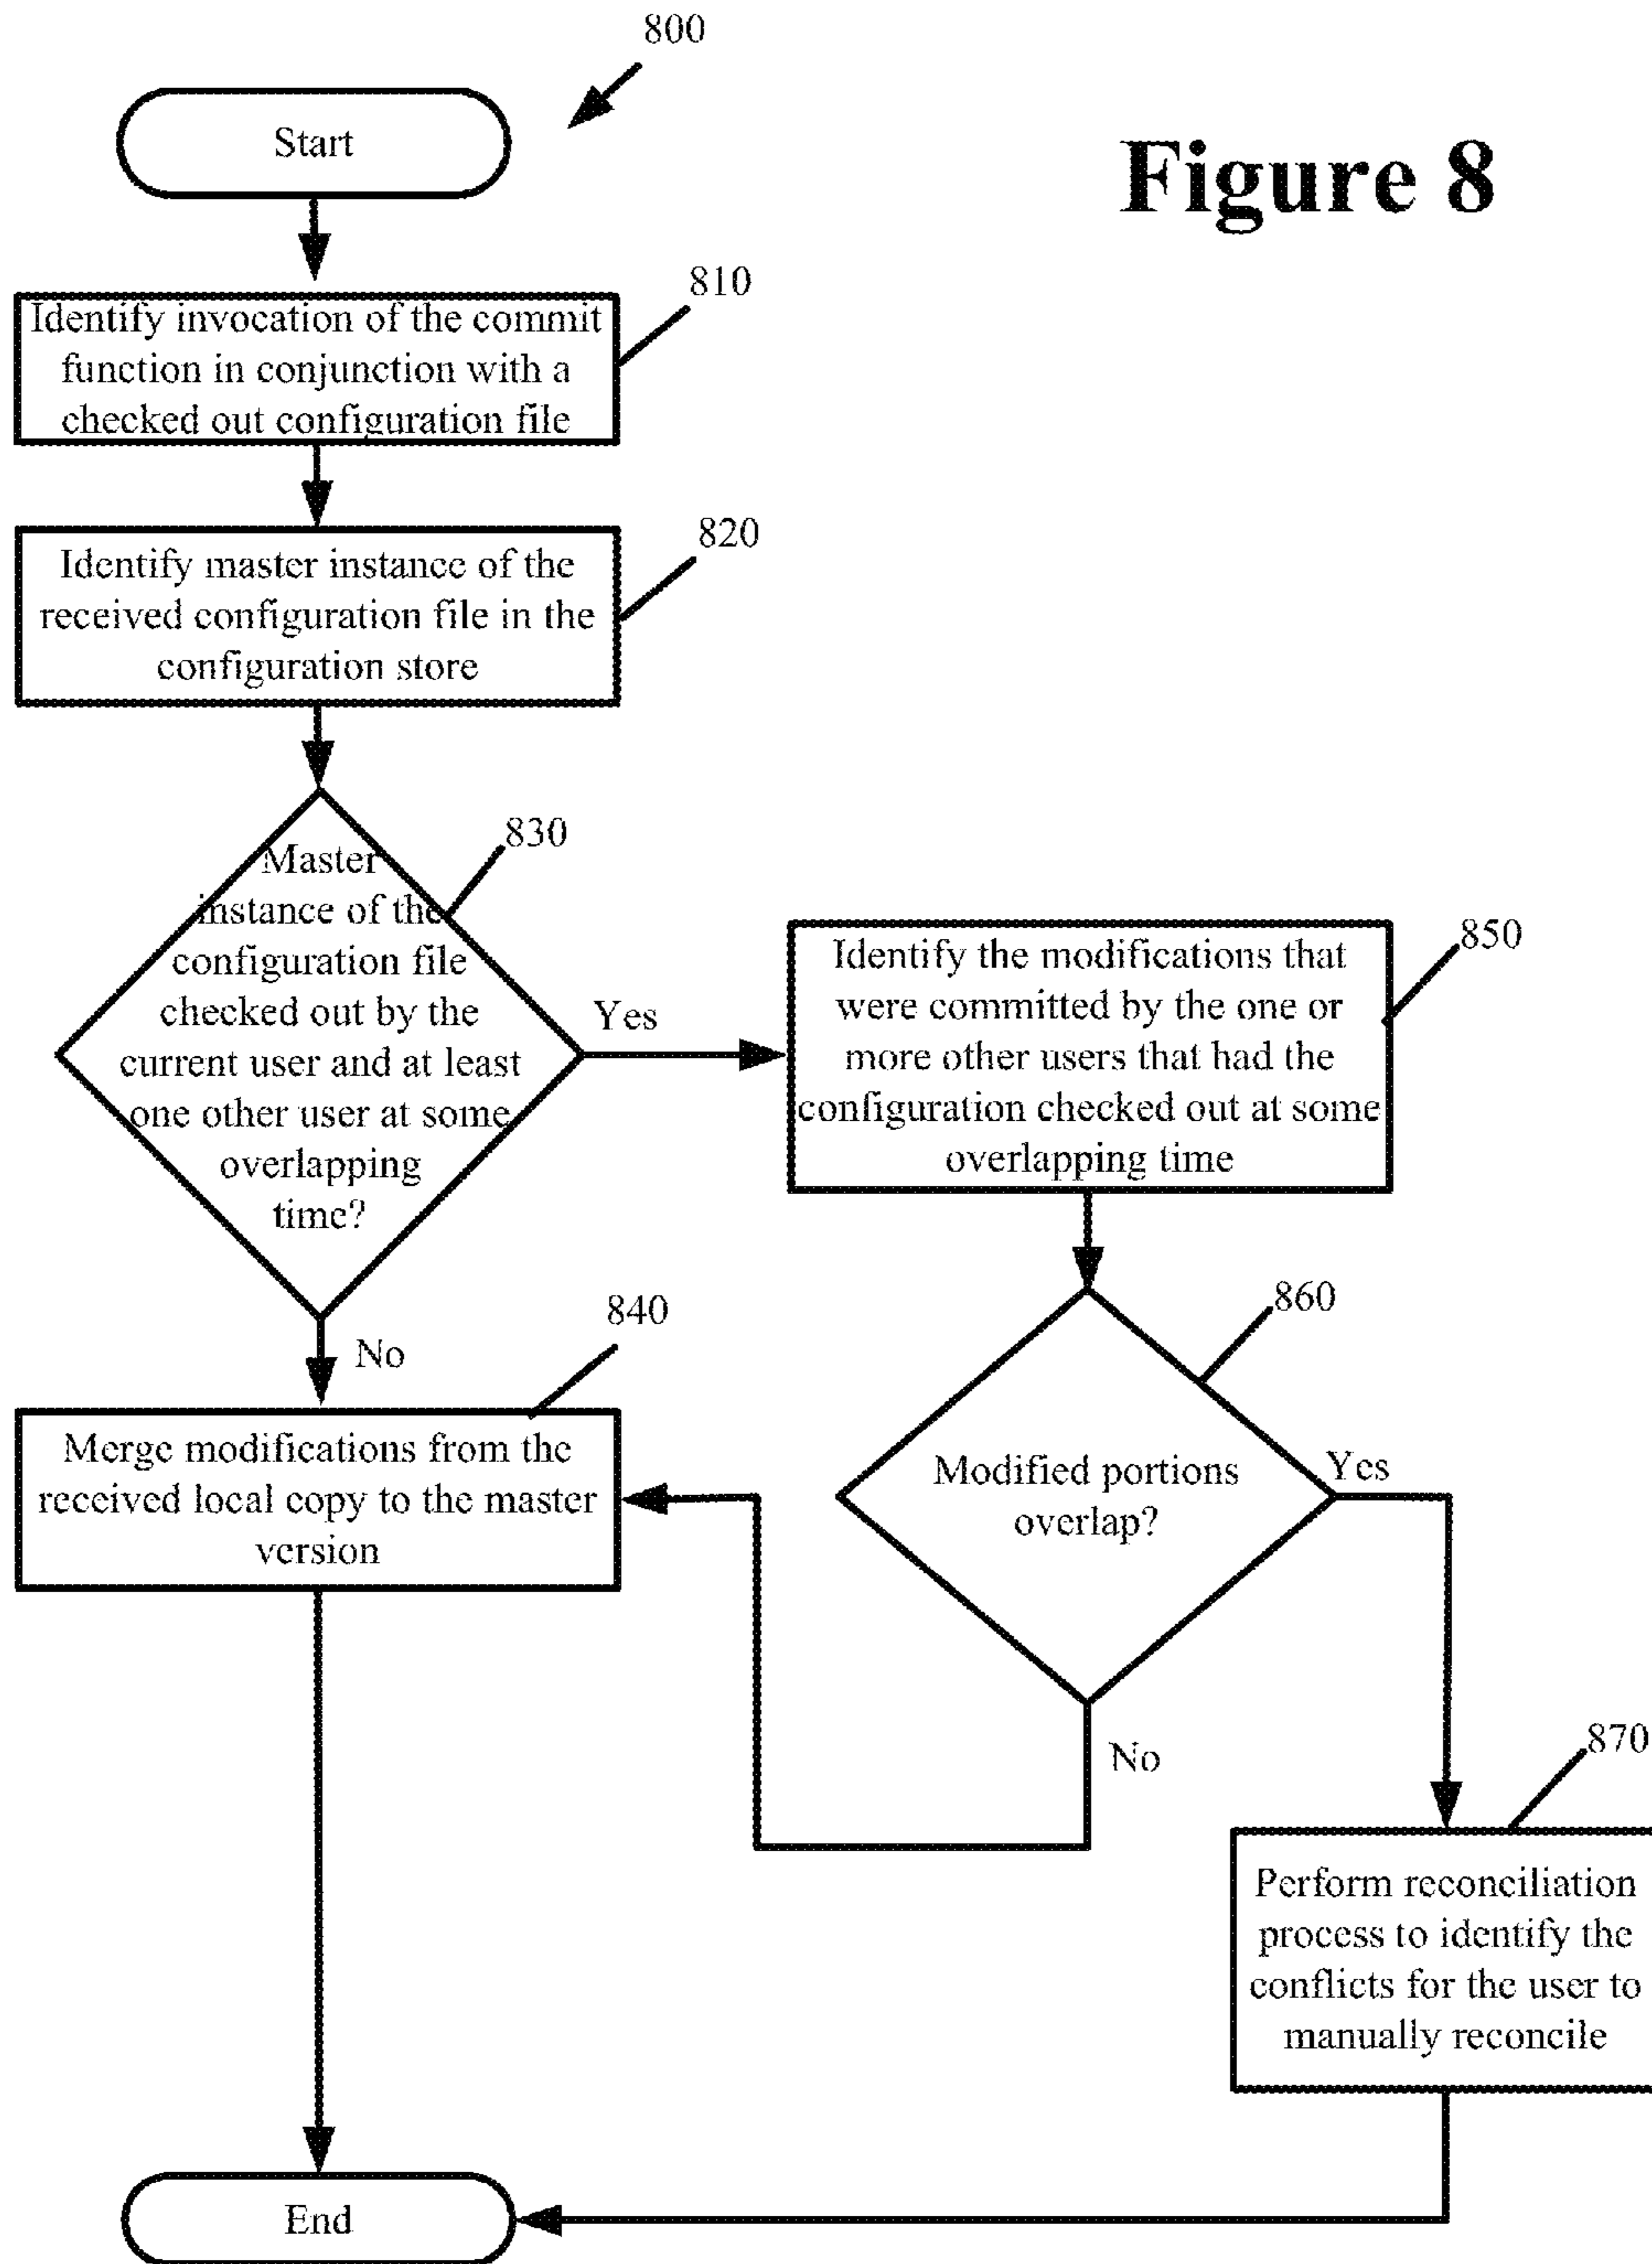 800
Start
Figure 8
810
Identify invocation of the commit
function in conjunction with a
checked out configuration file
820
Identify master instance of the
received configuration file in the
configuration store
830
Master
instance of the
configuration file
checked out by the
current user and at least
one other user at some
overlapping
time?
Yes
850
Identify the modifications that
were committed by the one or
more other users that had the
configuration checked out at some
overlapping time
No
840
Merge modifications from the
received local copy to the master
version
860
Modified portions
overlap?
Yes
No
870
Perform reconciliation
process to identify the
conflicts for the user to
manually reconcile
End